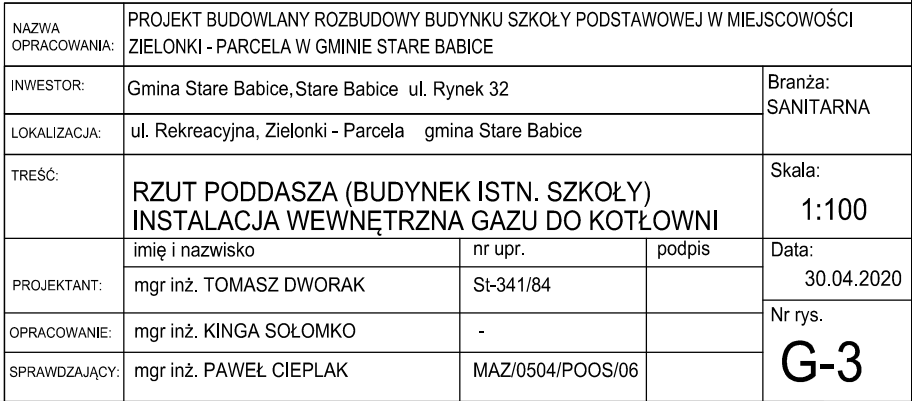 NAZWA OPRACOWANIA:
PROJEKT BUDOWLANY ROZBUDOWY BUDYNKU SZKOŁY PODSTAWOWEJ W MIEJSCOWOŚCI
ZIELONKI - PARCELA W GMINIE STARE BABICE
INWESTOR: Gmina Stare Babice, Stare Babice ul. Rynek 32
Branża:
SANITARNA
LOKALIZACJA: ul. Rekreacyjna, Zielonki - Parcela gmina Stare Babice
TREŚĆ:
RZUT PODDASZA (BUDYNEK ISTN. SZKOŁY)
INSTALACJA WEWNĘTRZNA GAZU DO KOTŁOWNI
Skala:
1:100
imię i nazwisko nr upr. podpis
Data:
30.04.2020
PROJEKTANT: mgr inż. TOMASZ DWORAK St-341/84
OPRACOWANIE: mgr inż. KINGA SOŁOMKO -
SPRAWDZAJĄCY: mgr inż. PAWEŁ CIEPLAK MAZ/0504/POOS/06
Nr rys.
G-3